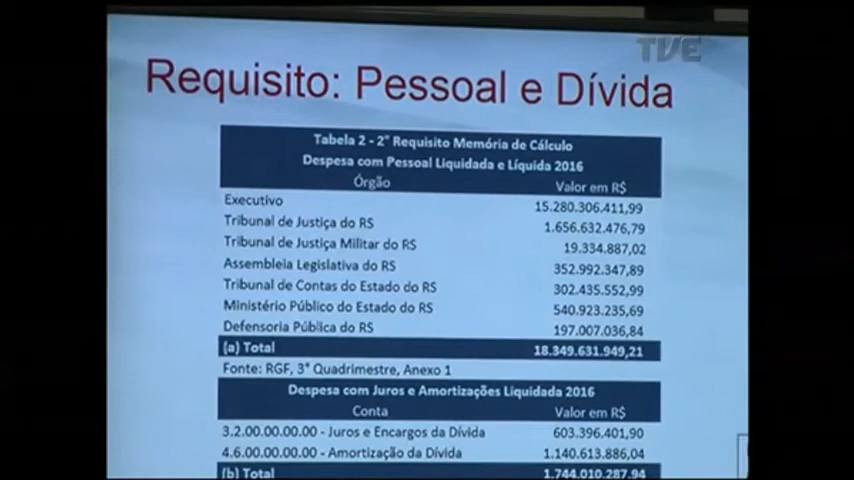 TVE
Requisito: Pessoal e Dívida
Tabela 2 - 2° Requisito Memória de Cálculo
Despesa com Pessoal Liquidada e Líquida 2016
Órgão Valor em R$
Executivo 15.280.306.411,99
Tribunal de Justiça do RS 1.656.632.476,79
Tribunal de Justiça Militar do RS 19.334.887,02
Assembleia Legislativa do RS 352.992.347,89
Tribunal de Contas do Estado do RS 302.435.552,99
Ministério Público do Estado do RS 540.923.235,69
Defensoria Pública do RS 197.007.036,84
(a) Total 18.349.631.949,21
Fonte: RGF, 3° Quadrimestre, Anexo 1
Despesa com Juros e Amortizações Liquidada 2016
Conta Valor em R$
3.2.00.00.00.00 - Juros e Encargos da Dívida 603.396.401,90
4.6.00.00.00.00 - Amortização da Dívida 1.140.613.886,04
(b) Total 1.744.010.287,94